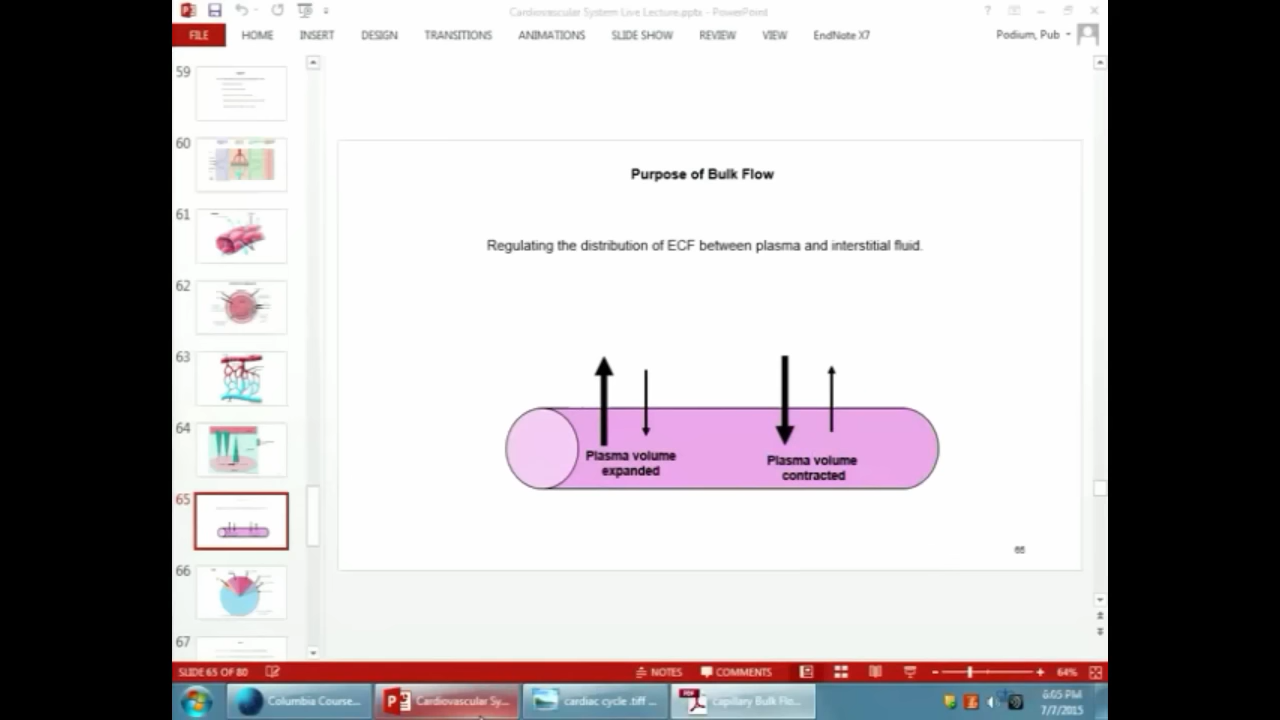 Cardiovascular System Live Lecture.pptx - PowerPoint
FILE HOME INSERT DESIGN TRANSITIONS ANIMATIONS SLIDE SHOW REVIEW VIEW EndNote X7 Podium, Pub
59
60
61
62
63
64
65
66
67
Purpose of Bulk Flow
Regulating the distribution of ECF between plasma and interstitial fluid.
Plasma volume
expanded
Plasma volume
contracted
SLIDE 65 OF 80 NOTES COMMENTS 64%
Columbia Course... Cardiovascular Sy... cardiac cycle .tiff ... capillary Bulk Flo...
6:05 PM
7/7/2015